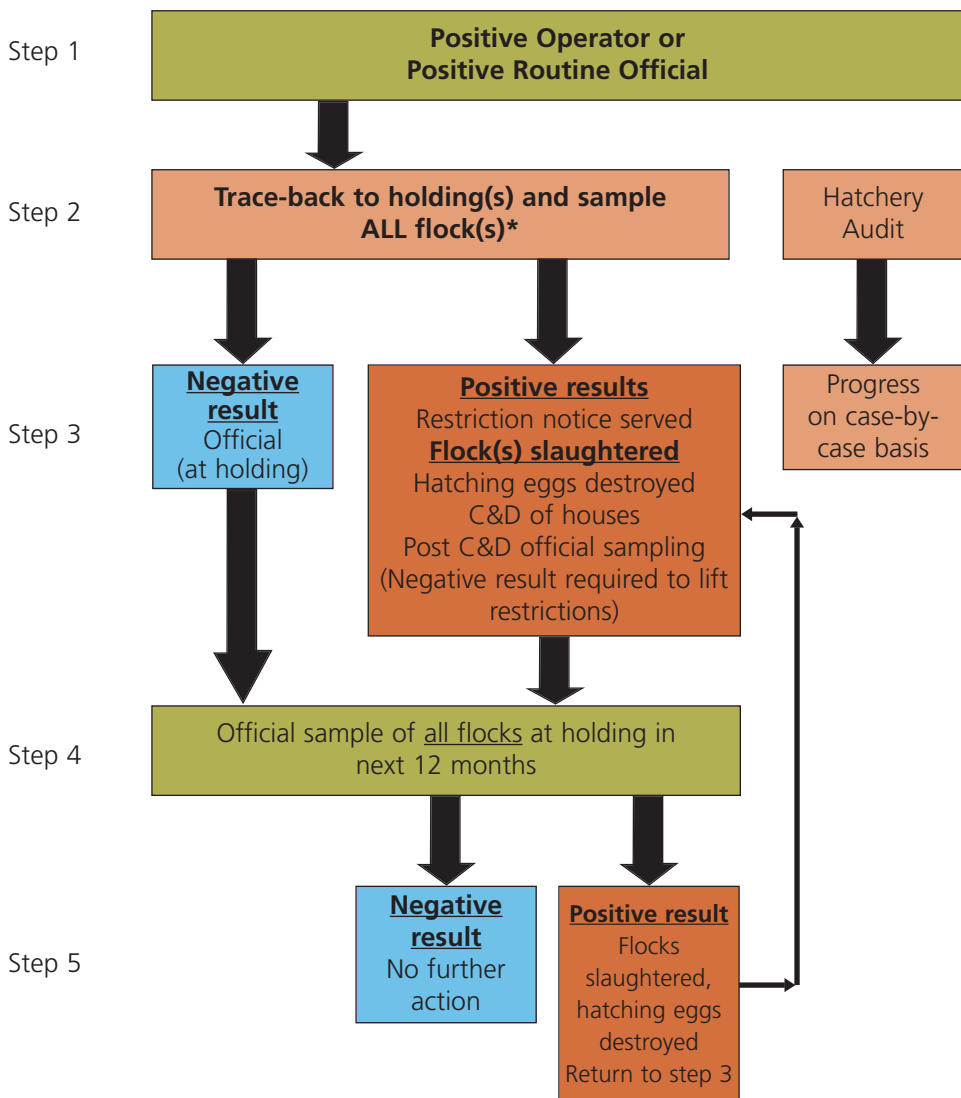 Step 1
Positive Operator or
Positive Routine Official
Step 2
Trace-back to holding(s) and sample
ALL flock(s)*
Hatchery
Audit
Step 3
Negative
result
Official
(at holding)
Positive results
Restriction notice served
Flock(s) slaughtered
Hatching eggs destroyed
C&D of houses
Post C&D official sampling
(Negative result required to lift
restrictions)
Progress
on case-by-
case basis
Step 4
Official sample of all flocks at holding in
next 12 months
Step 5
Negative
result
No further
action
Positive result
Flocks
slaughtered,
hatching eggs
destroyed
Return to step 3